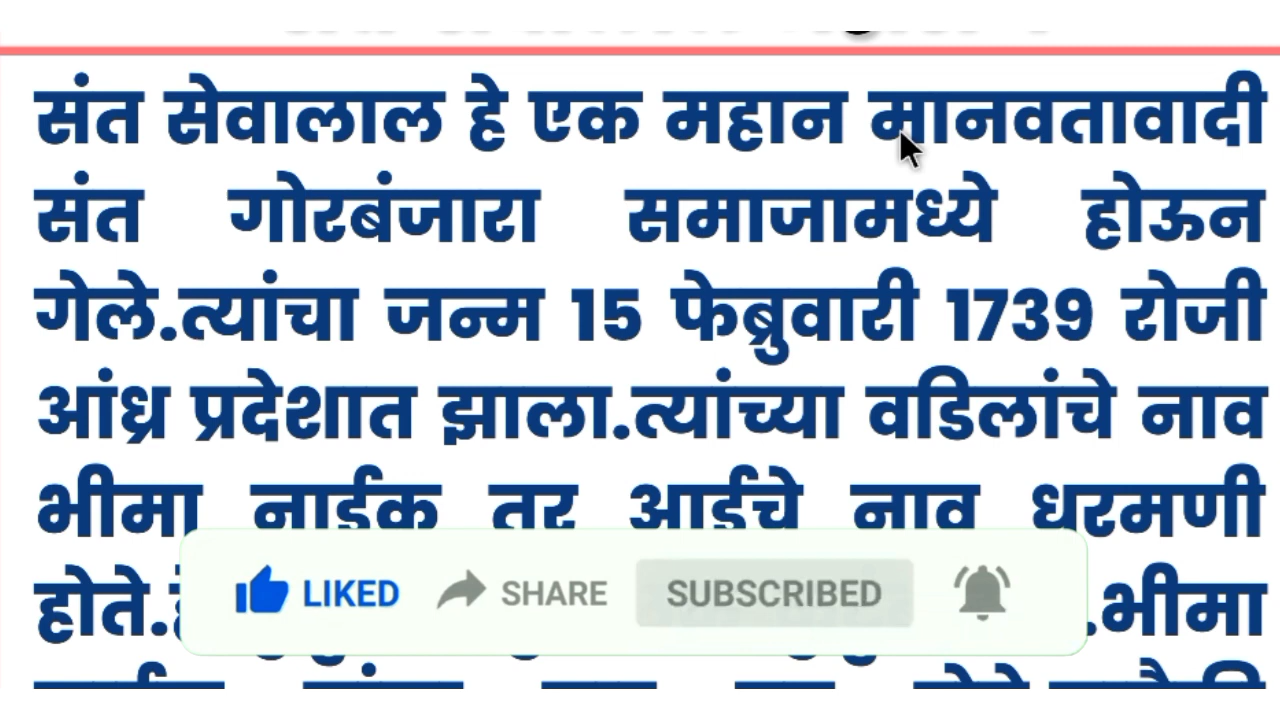 संत सेवालाल हे एक महान मानवतावादी
संत गोरबंजारा समाजामध्ये होऊन
गेले.त्यांचा जन्म 15 फेब्रुवारी 1739 रोजी
आंध्र प्रदेशात झाला.त्यांच्या वडिलांचे नाव
भीमा नाईक तर आईचे नाव धरमणी
होते. .भीमा
LIKED SHARE SUBSCRIBED